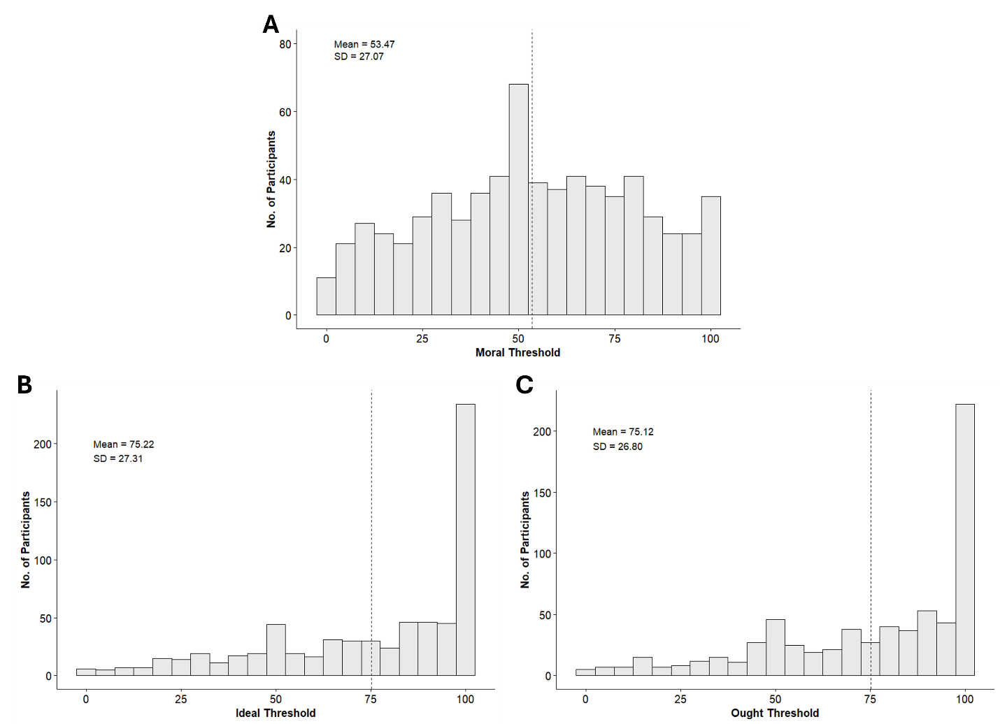 A
Mean = 53.47
SD = 27.07
No. of Participants
80
60
40
20
0
0 25 50 75 100
Moral Threshold
B
Mean = 75.22
SD = 27.31
No. of Participants
200
150
100
50
0
0 25 50 75 100
Ideal Threshold
C
Mean = 75.12
SD = 26.80
No. of Participants
200
150
100
50
0
0 25 50 75 100
Ought Threshold